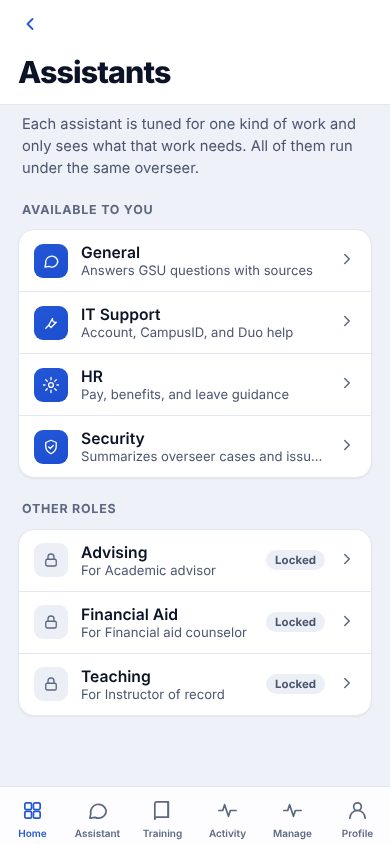 Assistants
Each assistant is tuned for one kind of work and
only sees what that work needs. All of them run
under the same overseer.
AVAILABLE TO YOU
General
Answers GSU questions with sources
IT Support
Account, CampusID, and Duo help
HR
Pay, benefits, and leave guidance
Security
Summarizes overseer cases and issu...
OTHER ROLES
Advising
For Academic advisor
Locked
Financial Aid
For Financial aid counselor
Locked
Teaching
For Instructor of record
Locked
Home
Assistant
Training
Activity
Manage
Profile